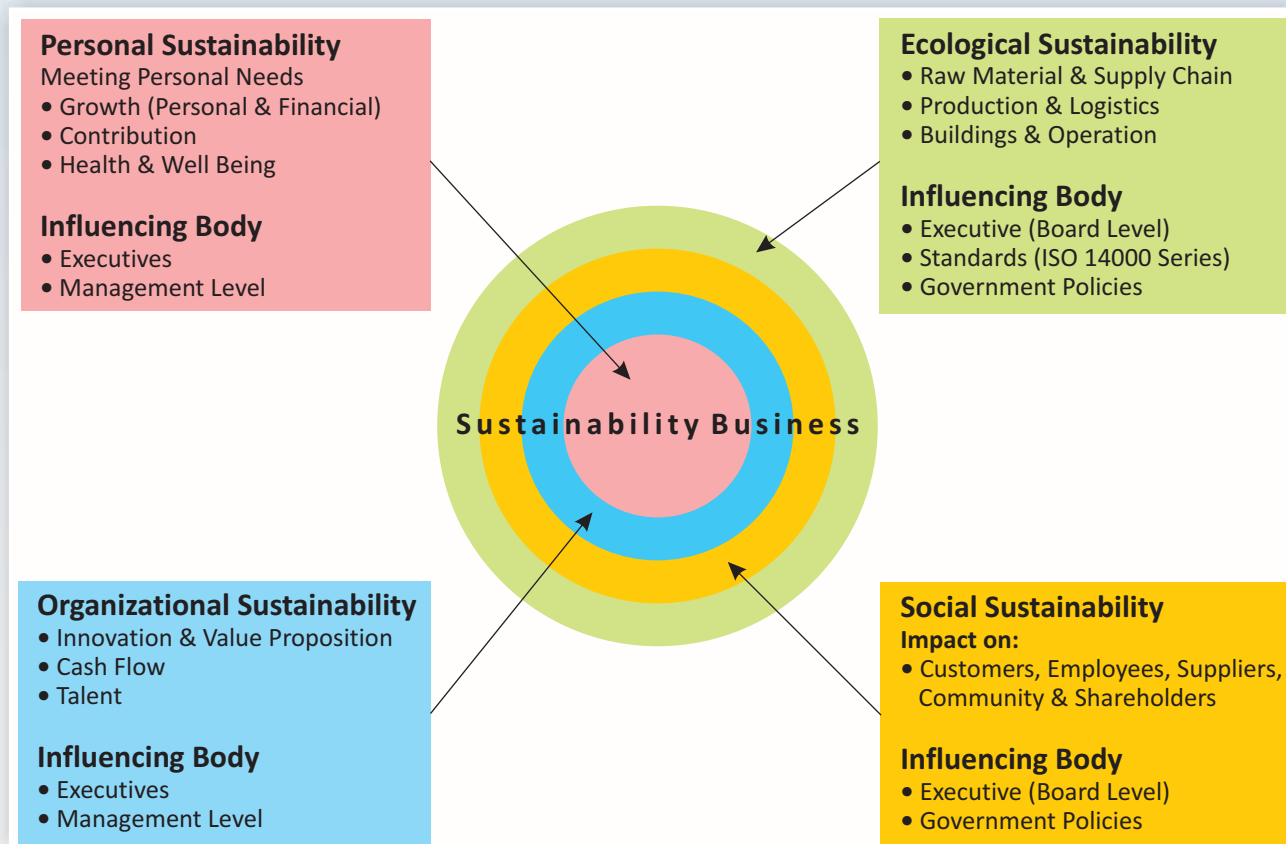 Personal Sustainability
Meeting Personal Needs
• Growth (Personal & Financial)
• Contribution
• Health & Well Being
Influencing Body
• Executives
• Management Level
Ecological Sustainability
• Raw Material & Supply Chain
• Production & Logistics
• Buildings & Operation
Influencing Body
• Executive (Board Level)
• Standards (ISO 14000 Series)
• Government Policies
Sustainability Business
Organizational Sustainability
• Innovation & Value Proposition
• Cash Flow
• Talent
Influencing Body
• Executives
• Management Level
Social Sustainability
Impact on:
• Customers, Employees, Suppliers,
Community & Shareholders
Influencing Body
• Executive (Board Level)
• Government Policies